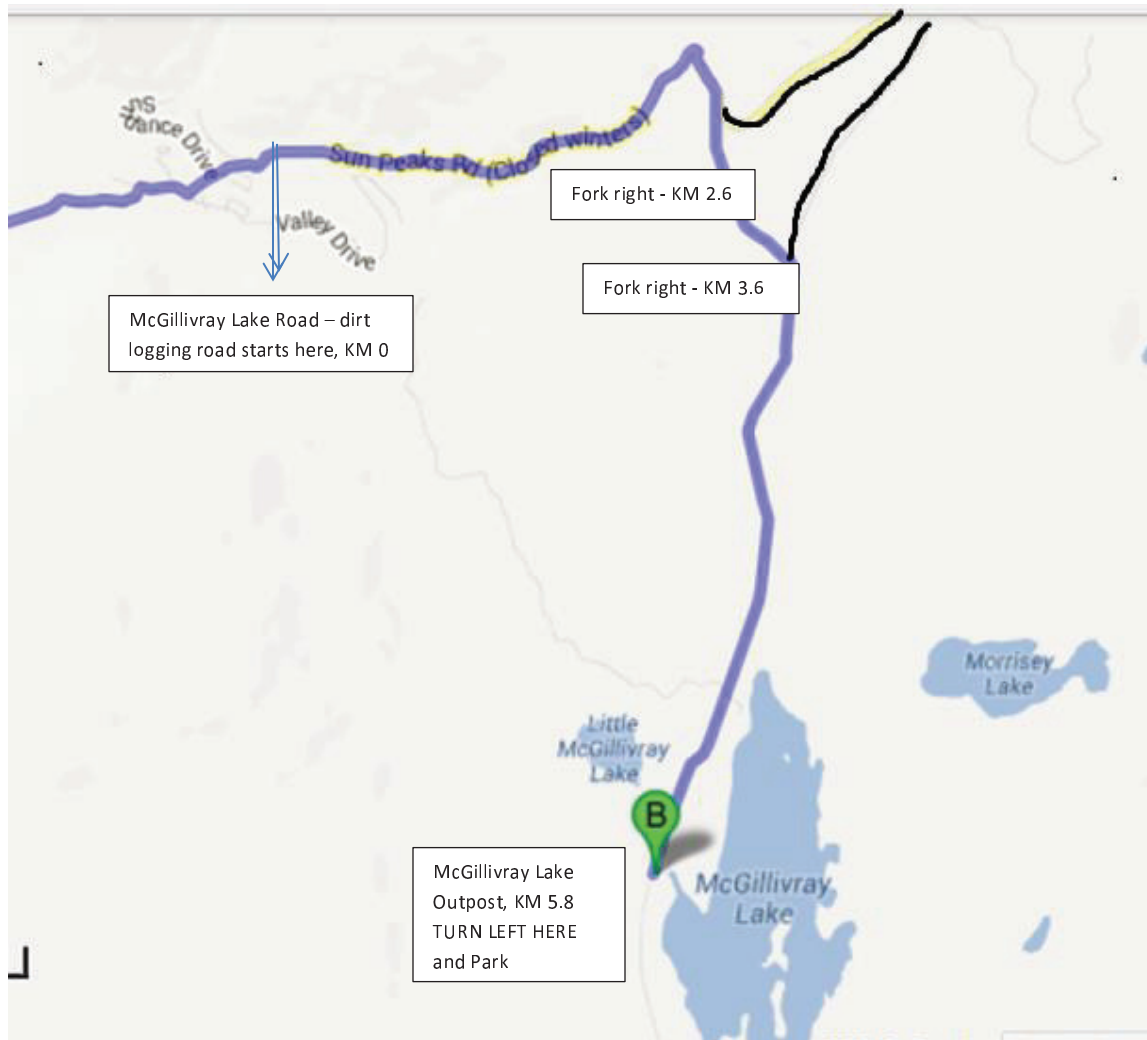 Suns
trance Drive
Sun Peaks Rd (Closed winters)
Valley Drive
Fork right - KM 2.6
Fork right - KM 3.6
McGillivray Lake Road – dirt
logging road starts here, KM 0
Morrisey
Lake
Little
McGillivray
Lake
B
McGillivray Lake
Outpost, KM 5.8
TURN LEFT HERE
and Park
McGillivray
Lake